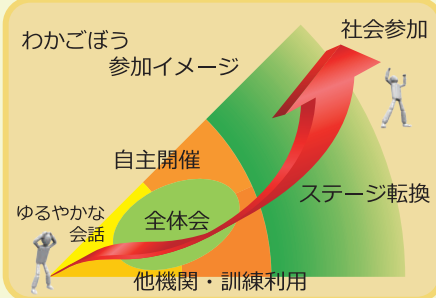 わかごぼう
参加イメージ
社会参加
自主開催
ステージ転換
ゆるやかな
会話
全体会
他機関・訓練利用